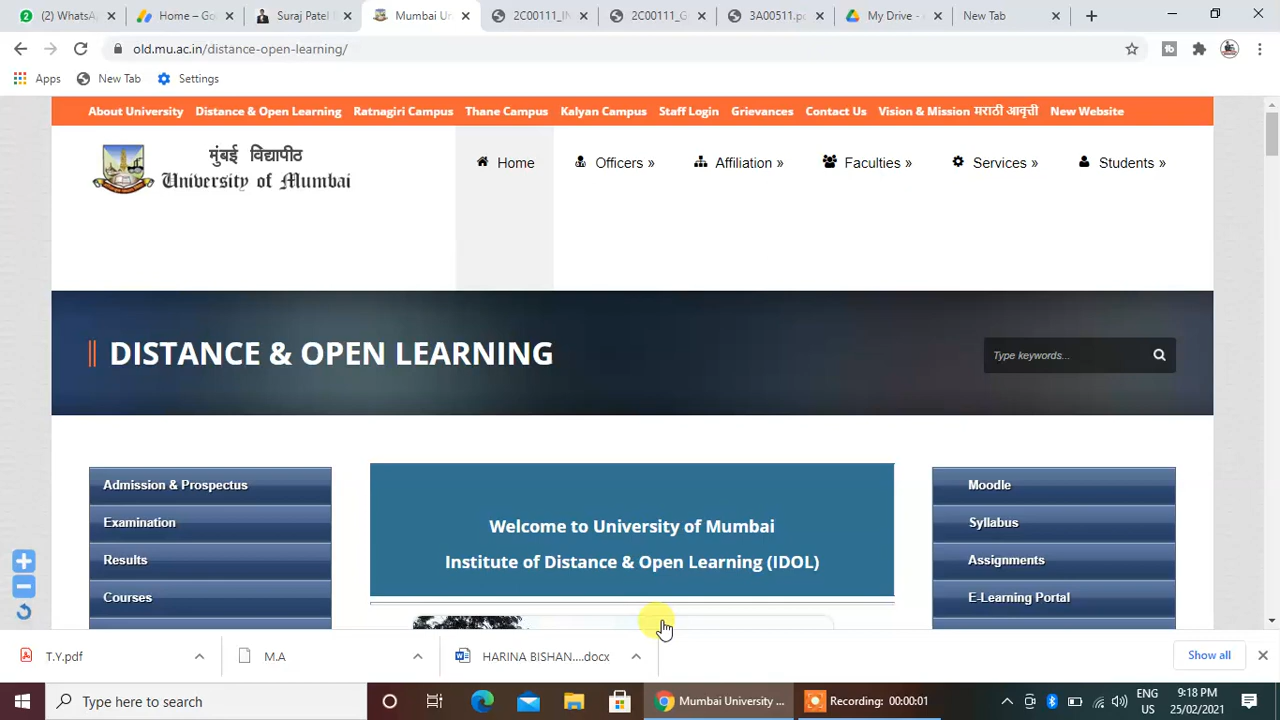 (2) WhatsA
Home – Go
Suraj Patel
Mumbai Un
2C00111_IN
2C00111_G
3A00511.pd
My Drive -
New Tab
old.mu.ac.in/distance-open-learning/
Apps
New Tab
Settings
About University
Distance & Open Learning
Ratnagiri Campus
Thane Campus
Kalyan Campus
Staff Login
Grievances
Contact Us
Vision & Mission
मराठी आवृत्ती
New Website
मुंबई विद्यापीठ
University of Mumbai
Home
Officers »
Affiliation »
Faculties »
Services »
Students »
DISTANCE & OPEN LEARNING
Type keywords...
Admission & Prospectus
Examination
Results
Courses
Welcome to University of Mumbai
Institute of Distance & Open Learning (IDOL)
Moodle
Syllabus
Assignments
E-Learning Portal
T.Y.pdf
M.A
HARINA BISHAN....docx
Show all
Type here to search
Mumbai University ...
Recording: 00:00:01
ENG
US
9:18 PM
25/02/2021